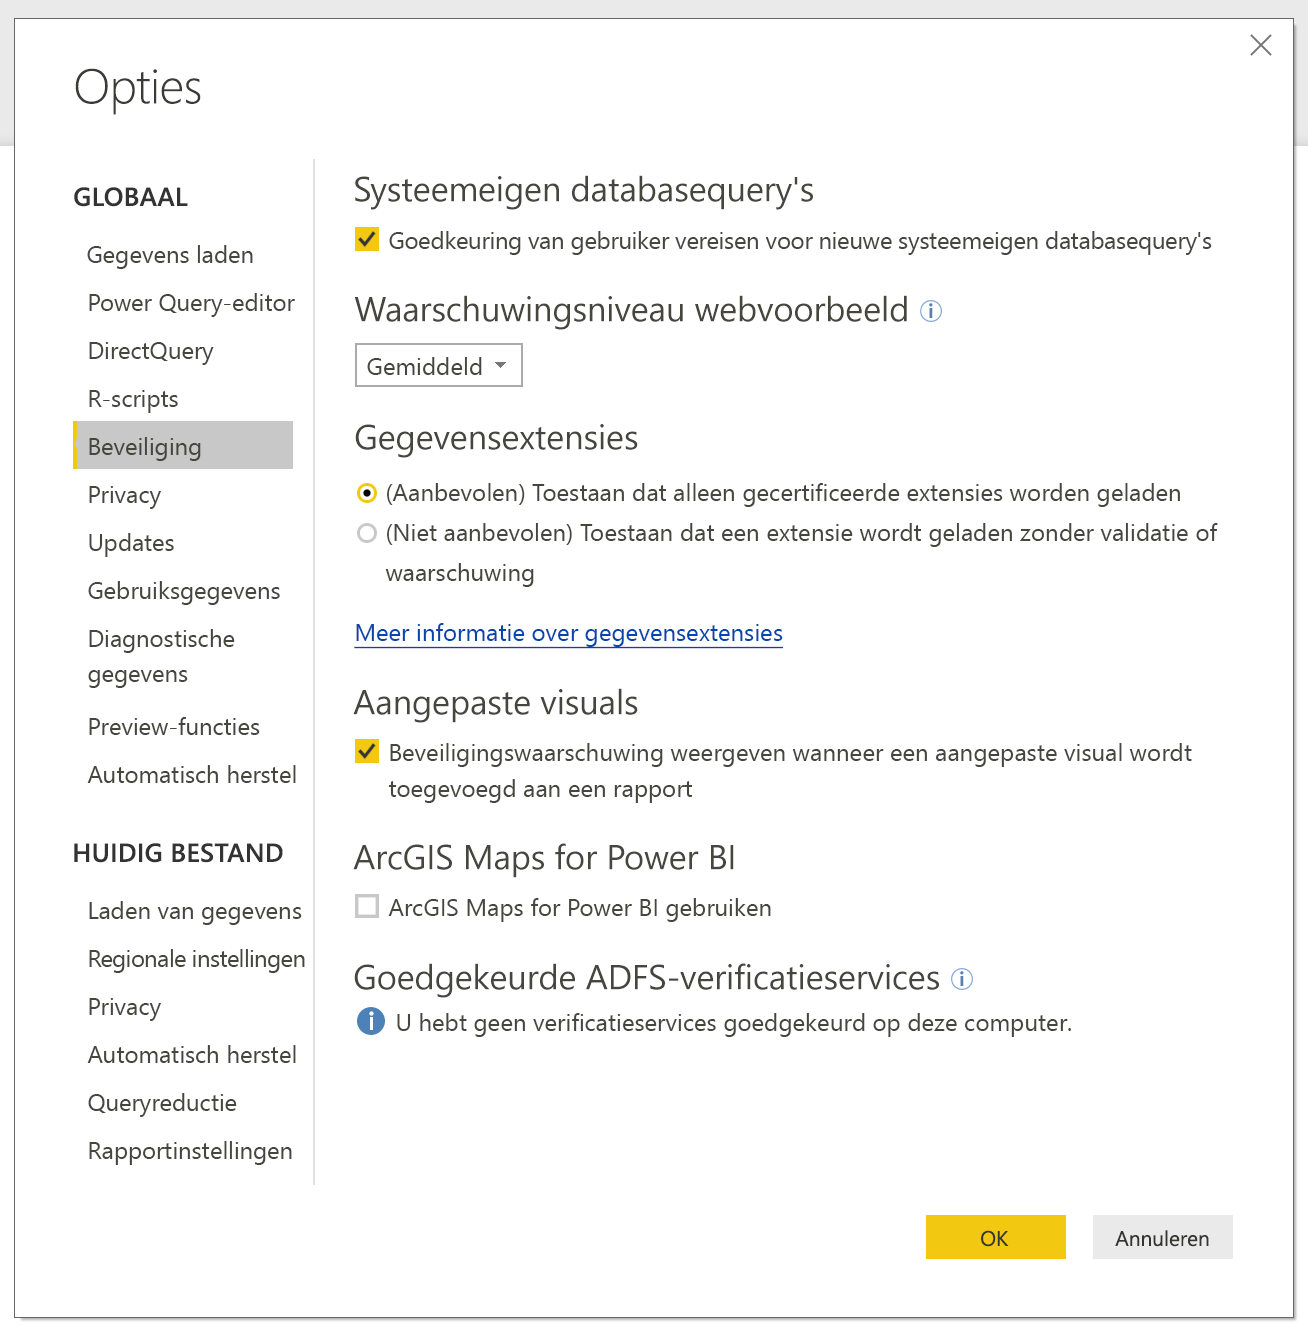 Opties
GLOBAAL
Gegevens laden
Power Query-editor
DirectQuery
R-scripts
Beveiliging
Privacy
Updates
Gebruiksgegevens
Diagnostische
gegevens
Preview-functies
Automatisch herstel
HUIDIG BESTAND
Laden van gegevens
Regionale instellingen
Privacy
Automatisch herstel
Queryreductie
Rapportinstellingen
Systeemeigen databasequery's
Goedkeuring van gebruiker vereisen voor nieuwe systeemeigen databasequery's
Waarschuwingsniveau webvoorbeeld
Gemiddeld
Gegevensextensies
(Aanbevolen) Toestaan dat alleen gecertificeerde extensies worden geladen
(Niet aanbevolen) Toestaan dat een extensie wordt geladen zonder validatie of
waarschuwing
Meer informatie over gegevensextensies
Aangepaste visuals
Beveiligingswaarschuwing weergeven wanneer een aangepaste visual wordt
toegevoegd aan een rapport
ArcGIS Maps for Power BI
ArcGIS Maps for Power BI gebruiken
Goedgekeurde ADFS-verificatieservices
U hebt geen verificatieservices goedgekeurd op deze computer.
OK
Annuleren